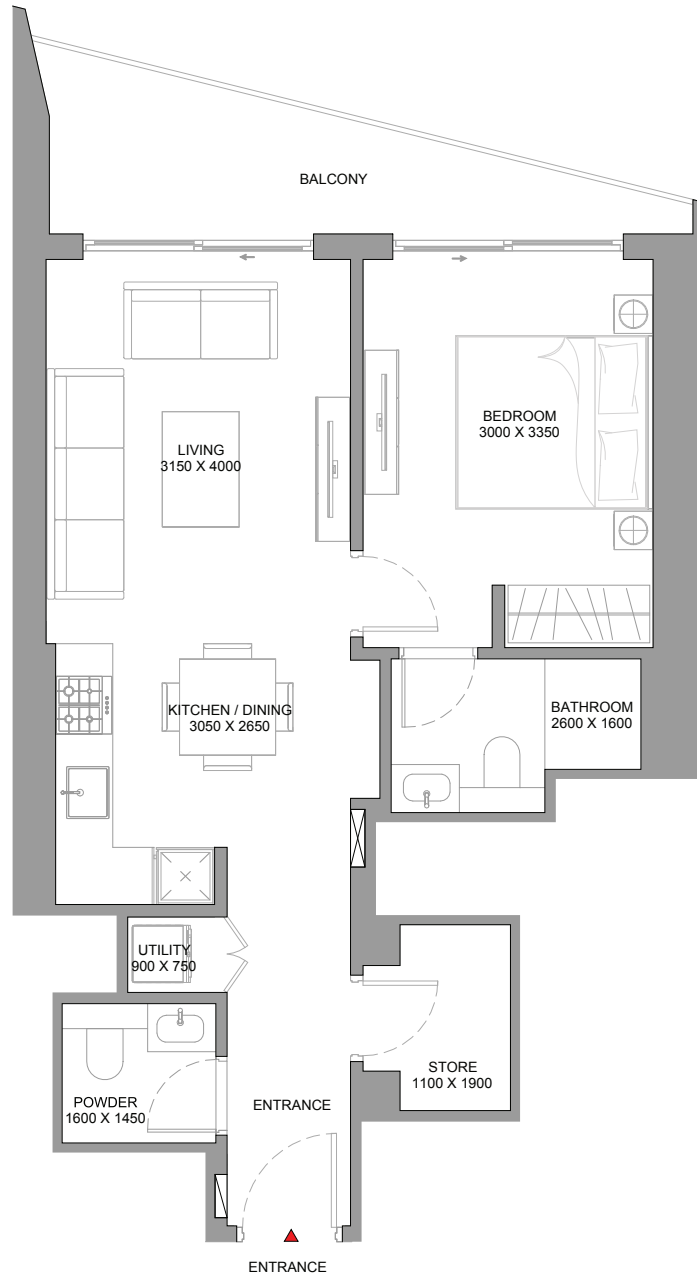 BALCONY
LIVING
3150 X 4000
BEDROOM
3000 X 3350
KITCHEN / DINING
3050 X 2650
BATHROOM
2600 X 1600
UTILITY
900 X 750
STORE
1100 X 1900
POWDER
1600 X 1450
ENTRANCE
ENTRANCE